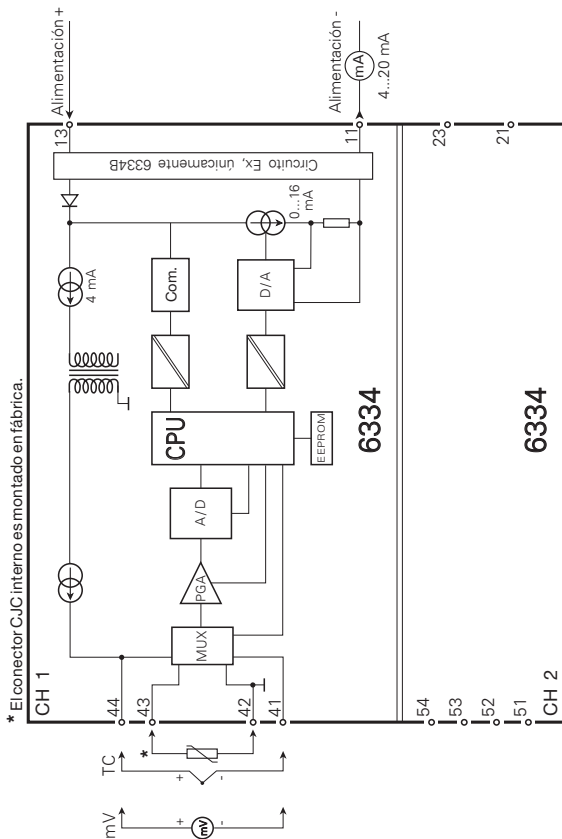 * El conector CJC interno es montado en fábrica.
CH 1
mV
TC
+
-
mV
+
-
*
44
43
42
41
MUX
PGA
A/D
CPU
EEPROM
4 mA
Com.
D/A
0...16
mA
Circuito Ex, únicamente 6334B
13
11
Alimentación +
Alimentación -
mA
4...20 mA
6334
54
53
52
51
23
21
CH 2
6334